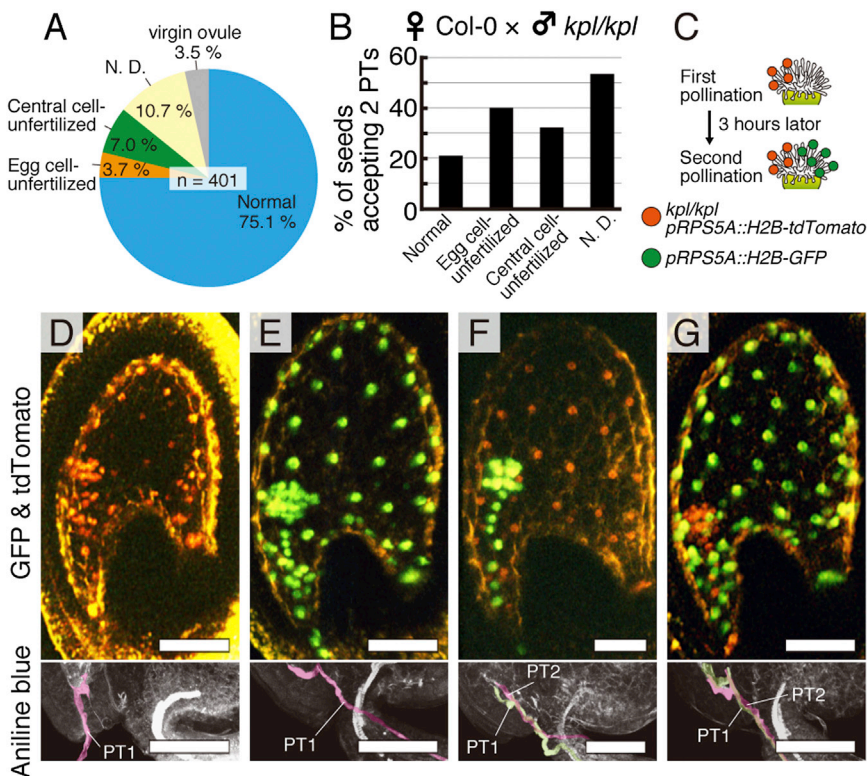 A
virgin ovule
3.5 %
N. D.
10.7 %
Central cell-
unfertilized
7.0 %
Egg cell-
unfertilized
3.7 %
n = 401
Normal
75.1 %
B
♀ Col-0 × ♂ kpl/kpl
% of seeds
accepting 2 PTs
60
40
20
0
Normal
Egg cell-
unfertilized
Central cell-
unfertilized
N. D.
C
First
pollination
3 hours lator
Second
pollination
kpl/kpl
pRPS5A::H2B-tdTomato
pRPS5A::H2B-GFP
GFP & tdTomato
D
E
F
G
Aniline blue
PT1
PT1
PT2
PT1
PT2
PT1